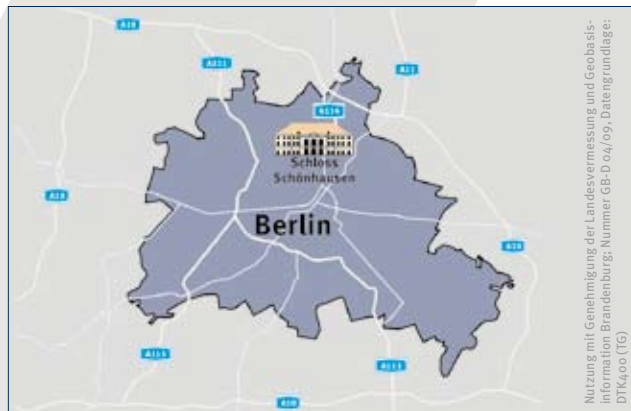 A10
A111
A11
A114
Schloss
Schönhausen
A10
Berlin
A10
A115
A113
A10
Nutzung mit Genehmigung der Landesvermessung und Geobasis-
information Brandenburg; Nummer GB-D 04/09, Datengrundlage:
DTK400 (TG)